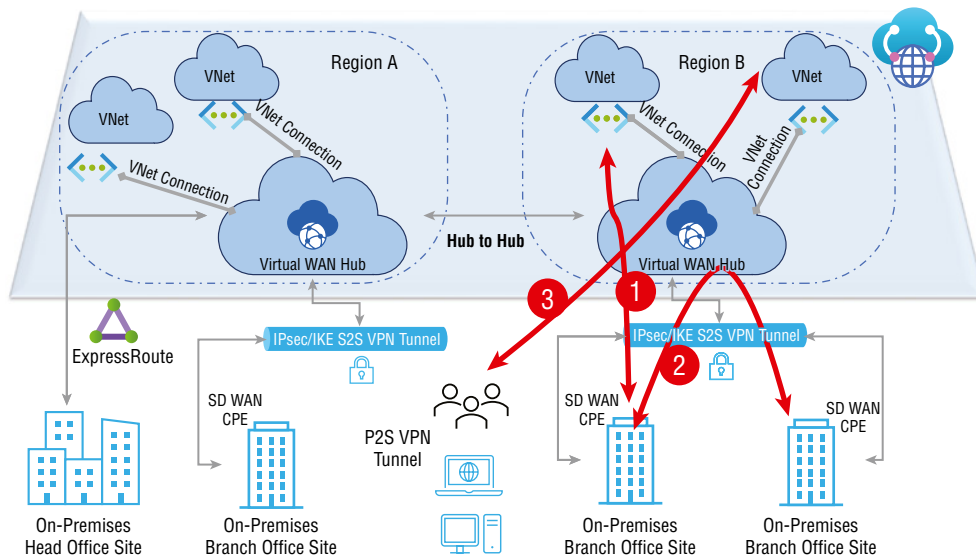 Region A
Region B
VNet
VNet
VNet
VNet
VNet Connection
VNet Connection
VNet Connection
VNet
Connection
Hub to Hub
Virtual WAN Hub
Virtual WAN Hub
3
1
2
ExpressRoute
IPsec/IKE S2S VPN Tunnel
IPsec/IKE S2S VPN Tunnel
SD WAN
CPE
P2S VPN
Tunnel
SD WAN
CPE
SD WAN
CPE
On-Premises
Head Office Site
On-Premises
Branch Office Site
On-Premises
Branch Office Site
On-Premises
Branch Office Site